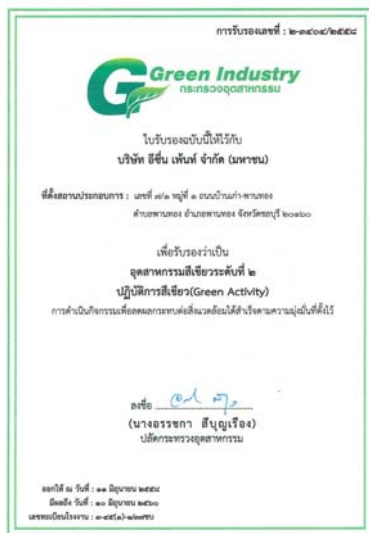 การรับรองเลขที่ : ๒-๓๔๐๔/๒๕๕๘
Green Industry
กระทรวงอุตสาหกรรม
ใบรับรองฉบับนี้ให้ไว้กับ
บริษัท อีซึ่น เพ้นท์ จำกัด (มหาชน)
ที่ตั้งสถานประกอบการ : เลขที่ ๗/๑ หมู่ที่ ๑ ถนนบ้านเก่า-พานทอง
ตำบลพานทอง อำเภอพานทอง จังหวัดชลบุรี ๒๐๑๖๐
เพื่อรับรองว่าเป็น
อุตสาหกรรมสีเขียวระดับที่ ๒
ปฏิบัติการสีเขียว(Green Activity)
การดำเนินกิจกรรมเพื่อลดผลกระทบต่อสิ่งแวดล้อมได้สำเร็จตามความมุ่งมั่นที่ตั้งไว้
ลงชื่อ
(นางอรรชกา สีบุญเรือง)
ปลัดกระทรวงอุตสาหกรรม
ออกให้ ณ วันที่ : ๑๑ มิถุนายน ๒๕๕๘
มีผลถึง วันที่ : ๑๐ มิถุนายน ๒๕๖๐
เลขทะเบียนโรงงาน :